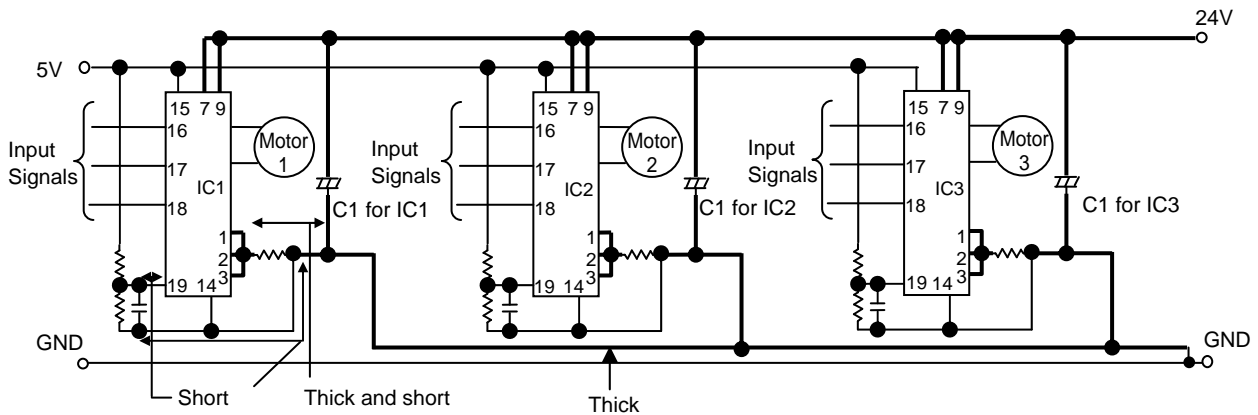 24V
5V
15 7 9
16
17
18
Input
Signals
IC1
Motor
1
C1 for IC1
1
2
3
19 14
15 7 9
16
17
18
Input
Signals
IC2
Motor
2
C1 for IC2
1
2
3
19 14
15 7 9
16
17
18
Input
Signals
IC3
Motor
3
C1 for IC3
1
2
3
19 14
GND
GND
Short
Thick and short
Thick